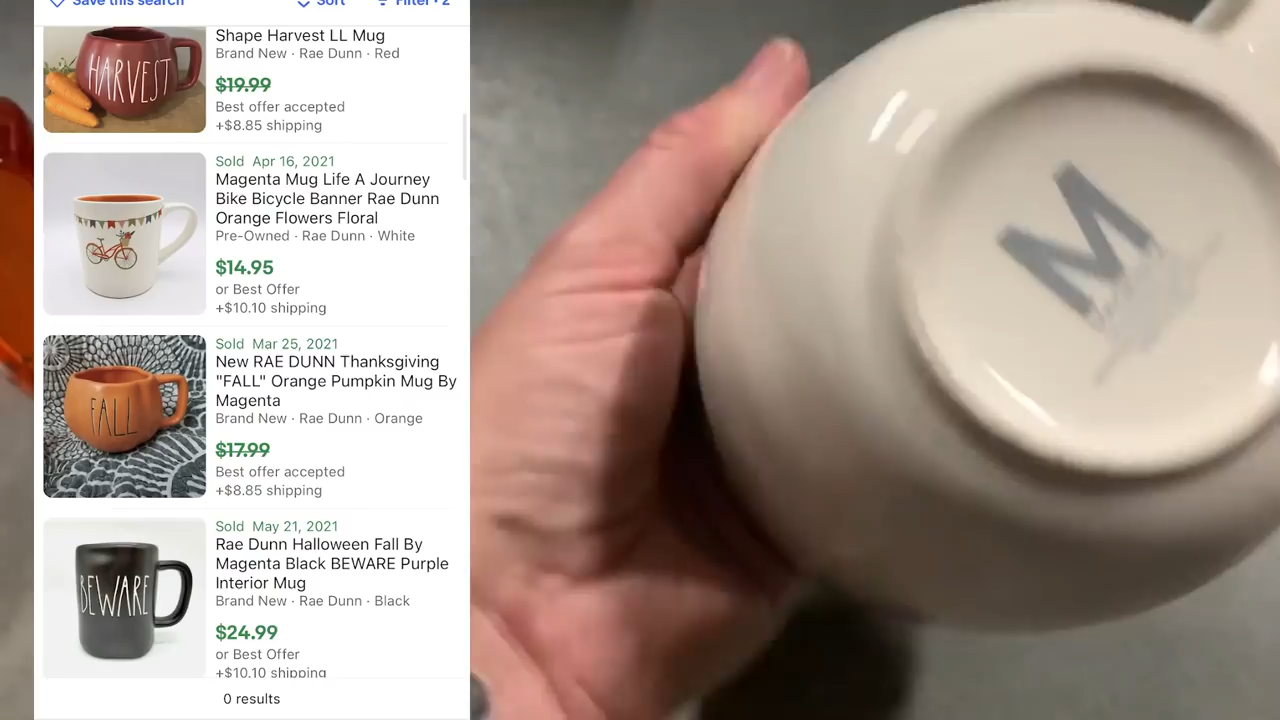 Save this search
Sort
Filter • 2
Shape Harvest LL Mug
Brand New · Rae Dunn · Red
$19.99
Best offer accepted
+$8.85 shipping
HARVEST
Sold Apr 16, 2021
Magenta Mug Life A Journey
Bike Bicycle Banner Rae Dunn
Orange Flowers Floral
Pre-Owned · Rae Dunn · White
$14.95
or Best Offer
+$10.10 shipping
Sold Mar 25, 2021
New RAE DUNN Thanksgiving
"FALL" Orange Pumpkin Mug By
Magenta
Brand New · Rae Dunn · Orange
$17.99
Best offer accepted
+$8.85 shipping
FALL
Sold May 21, 2021
Rae Dunn Halloween Fall By
Magenta Black BEWARE Purple
Interior Mug
Brand New · Rae Dunn · Black
$24.99
or Best Offer
+$10.10 shipping
BEWARE
0 results
M